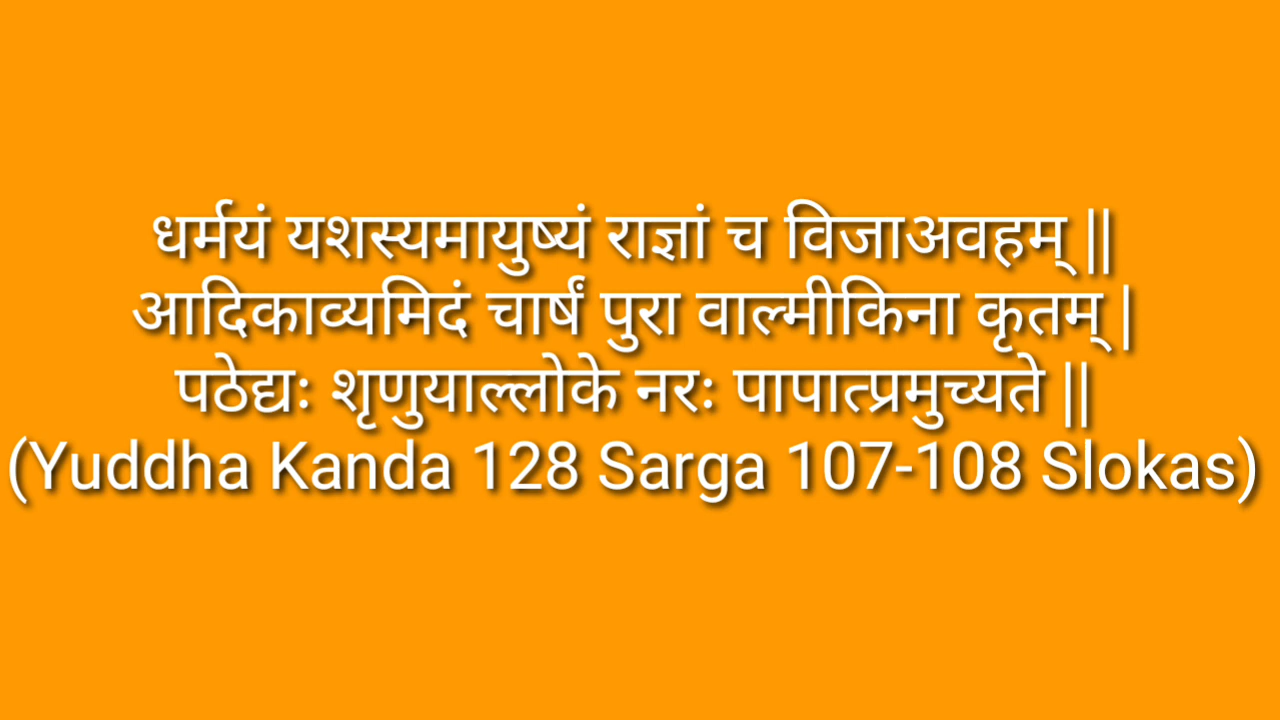 धर्मयं यशस्यमायुष्यं राज्ञां च विजाअवहम् ||
आदिकाव्यमिदं चार्षं पुरा वाल्मीकिना कृतम् |
पठेद्यः शृणुयाल्लोके नरः पापात्प्रमुच्यते ||
(Yuddha Kanda 128 Sarga 107-108 Slokas)